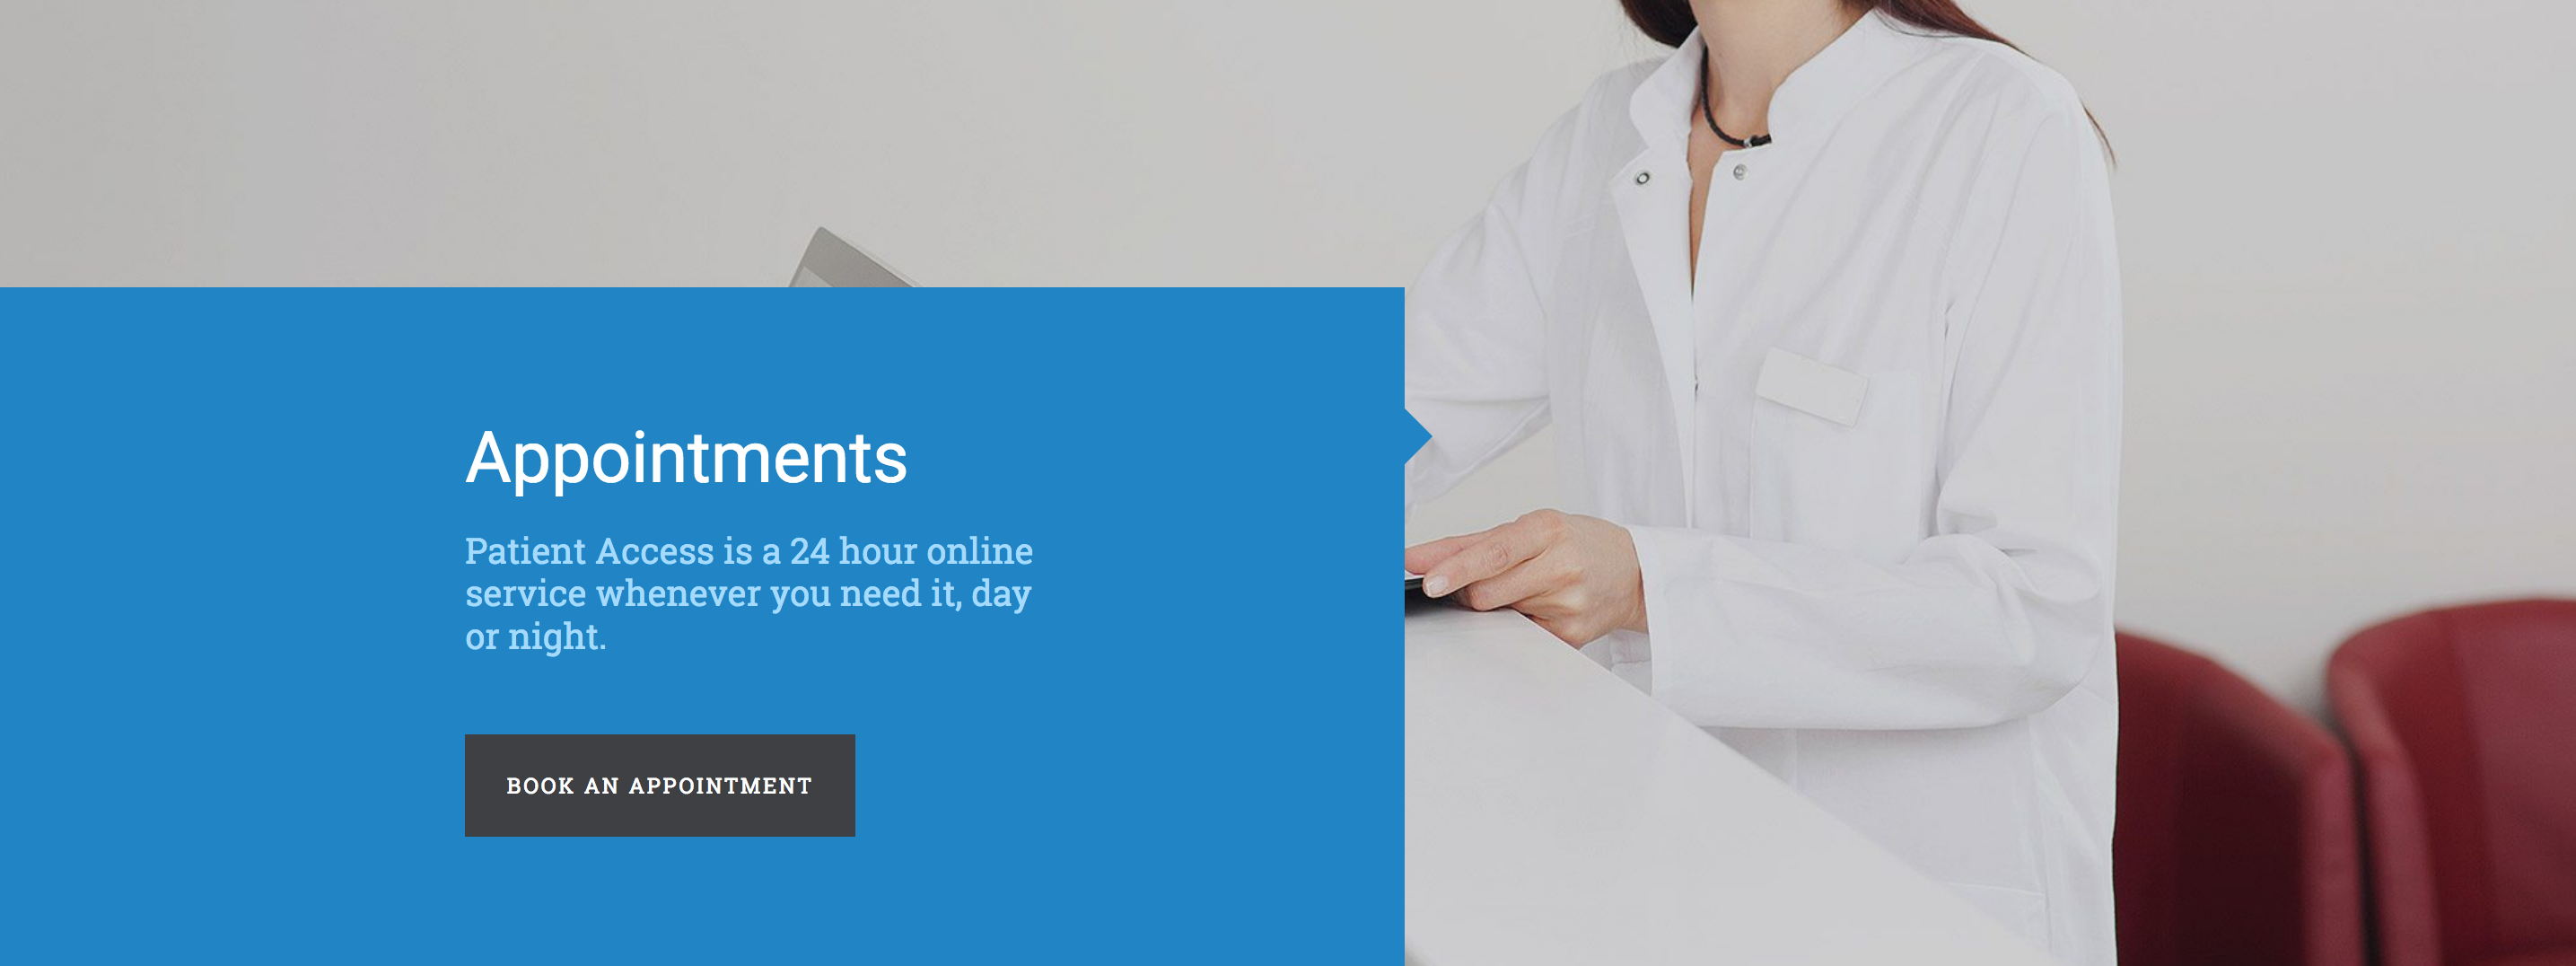 Appointments
Patient Access is a 24 hour online
service whenever you need it, day
or night.
BOOK AN APPOINTMENT